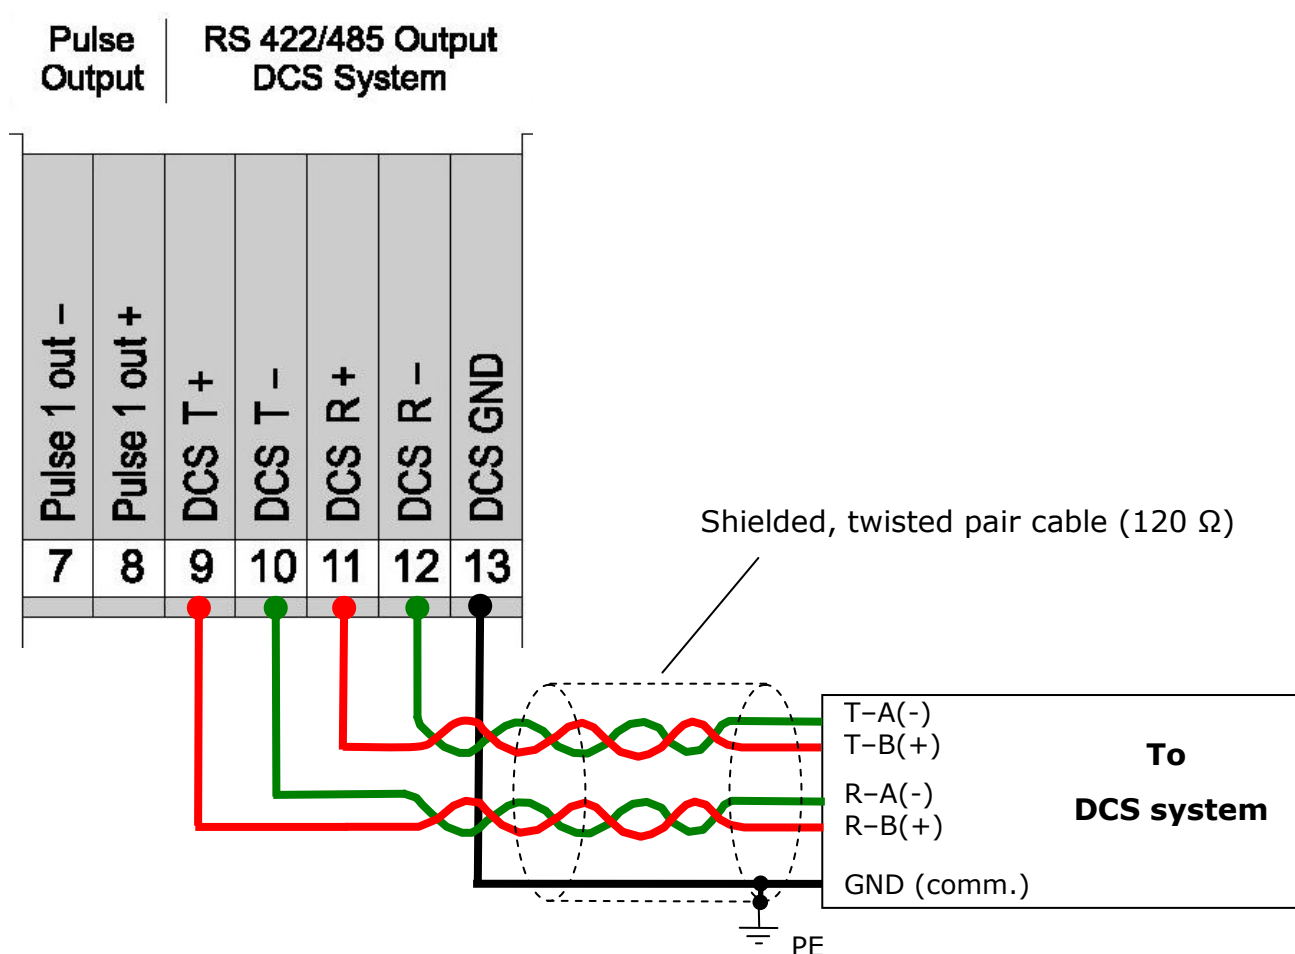 Pulse
Output
RS 422/485 Output
DCS System
Pulse 1 out –
Pulse 1 out +
DCS T +
DCS T –
DCS R +
DCS R –
DCS GND
7 8 9 10 11 12 13
Shielded, twisted pair cable (120 Ω)
T–A(-)
T–B(+)
R–A(-)
R–B(+)
GND (comm.)
To
DCS system
PE